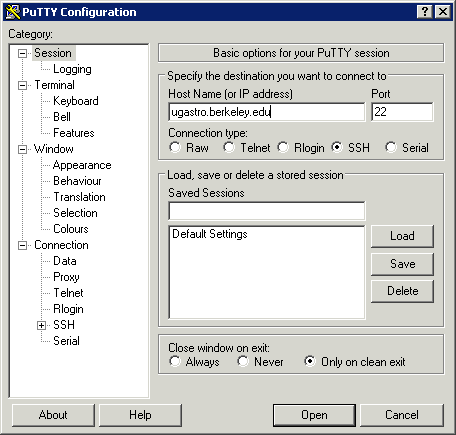 PuTTY Configuration
Category:
Session
Logging
Terminal
Keyboard
Bell
Features
Window
Appearance
Behaviour
Translation
Selection
Colours
Connection
Data
Proxy
Telnet
Rlogin
SSH
Serial
Basic options for your PuTTY session
Specify the destination you want to connect to
Host Name (or IP address) Port
ugastro.berkeley.edu 22
Connection type:
Raw Telnet Rlogin SSH Serial
Load, save or delete a stored session
Saved Sessions
Default Settings
Load
Save
Delete
Close window on exit:
Always Never Only on clean exit
About Help Open Cancel